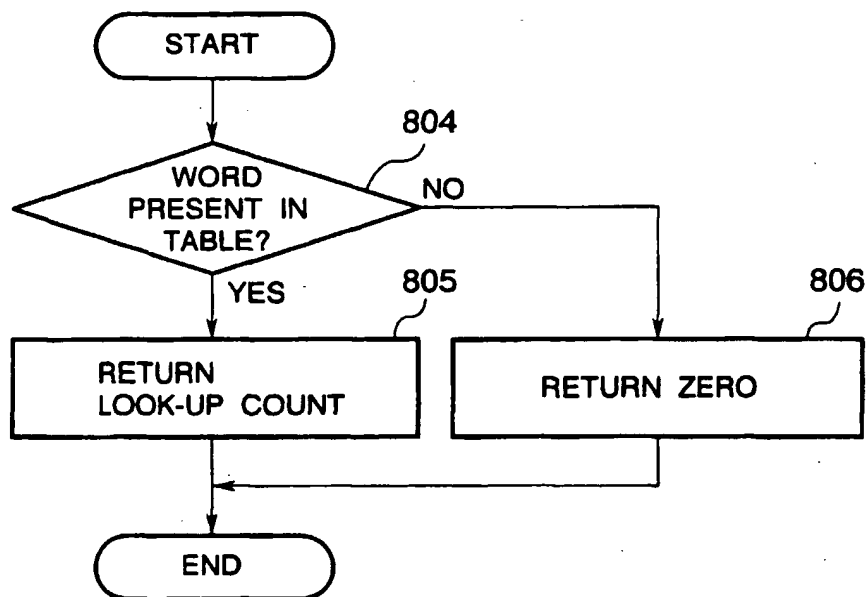 START
804
WORD
PRESENT IN
TABLE?
NO
YES
805
806
RETURN
LOOK-UP COUNT
RETURN ZERO
END